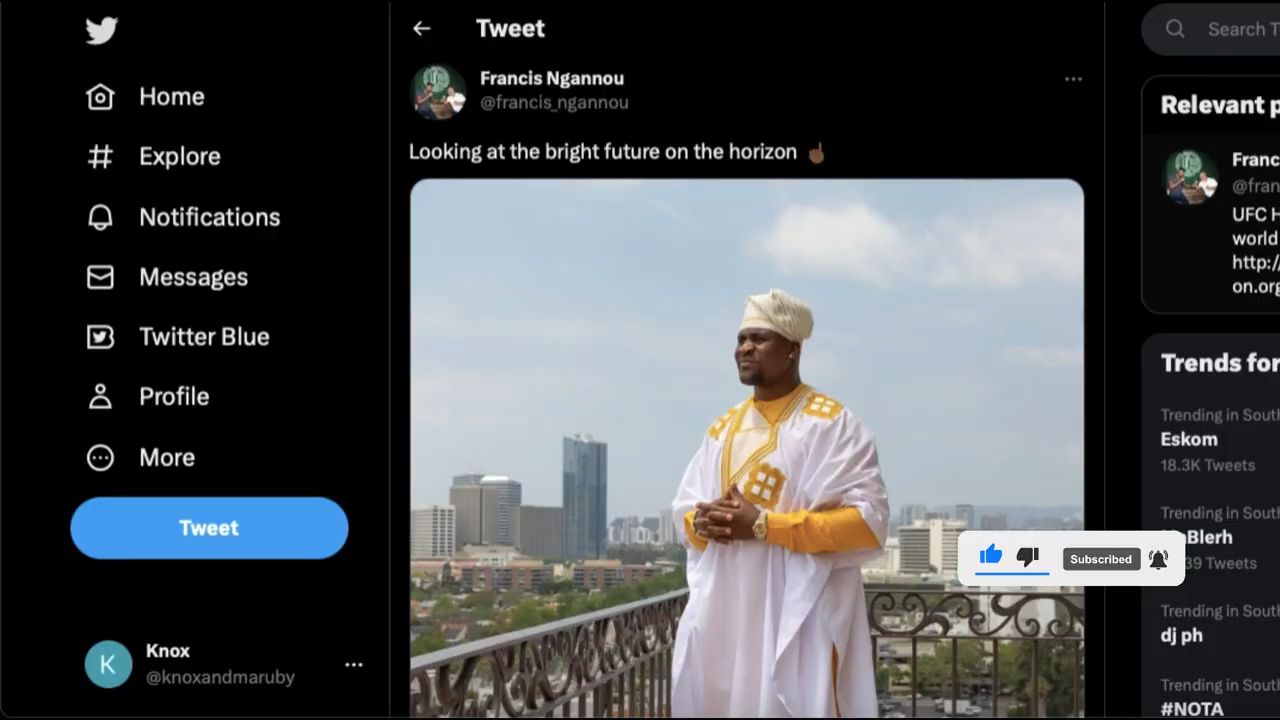 Home
Explore
Notifications
Messages
Twitter Blue
Profile
More
Tweet
K
Knox
@knoxandmaruby
Tweet
Francis Ngannou
@francis_ngannou
Looking at the bright future on the horizon
Subscribed
Search T
Relevant p
Franc
@fran
UFC H
world
http:/
on.org
Trends for
Trending in South
Eskom
18.3K Tweets
Trending in South
aBlerh
39 Tweets
Trending in South
dj ph
Trending in South
#NOTA